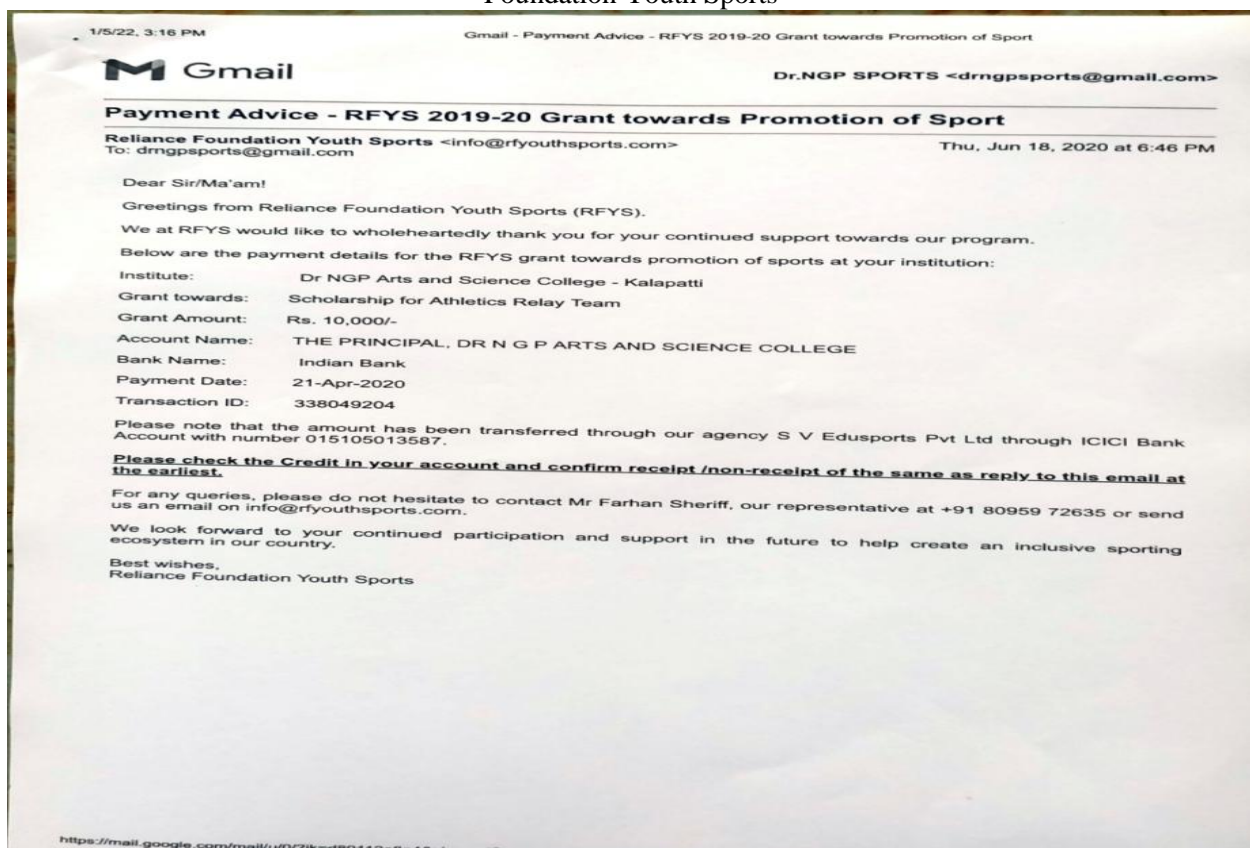 Foundation Youth Sports
1/5/22, 3:16 PM Gmail - Payment Advice - RFYS 2019-20 Grant towards Promotion of Sport
Gmail Dr.NGP SPORTS <drngpsports@gmail.com>
Payment Advice - RFYS 2019-20 Grant towards Promotion of Sport
Reliance Foundation Youth Sports <info@rfyouthsports.com> Thu, Jun 18, 2020 at 6:46 PM
To: drngpsports@gmail.com
Dear Sir/Ma'am!
Greetings from Reliance Foundation Youth Sports (RFYS).
We at RFYS would like to wholeheartedly thank you for your continued support towards our program.
Below are the payment details for the RFYS grant towards promotion of sports at your institution:
Institute: Dr NGP Arts and Science College - Kalapatti
Grant towards: Scholarship for Athletics Relay Team
Grant Amount: Rs. 10,000/-
Account Name: THE PRINCIPAL, DR N G P ARTS AND SCIENCE COLLEGE
Bank Name: Indian Bank
Payment Date: 21-Apr-2020
Transaction ID: 338049204
Please note that the amount has been transferred through our agency S V Edusports Pvt Ltd through ICICI Bank
Account with number 015105013587.
Please check the Credit in your account and confirm receipt /non-receipt of the same as reply to this email at
the earliest.
For any queries, please do not hesitate to contact Mr Farhan Sheriff, our representative at +91 80959 72635 or send
us an email on info@rfyouthsports.com.
We look forward to your continued participation and support in the future to help create an inclusive sporting
ecosystem in our country.
Best wishes,
Reliance Foundation Youth Sports